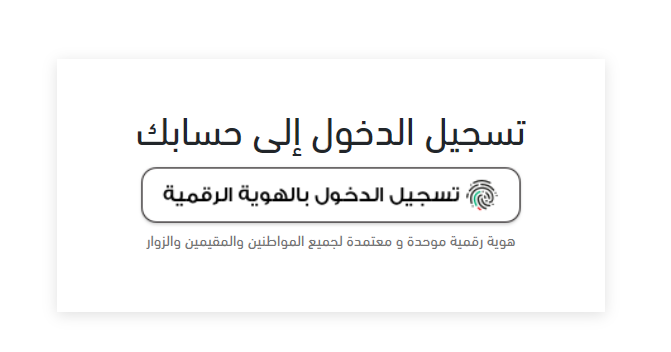 تسجيل الدخول إلى حسابك
تسجيل الدخول بالهوية الرقمية
هوية رقمية موحدة و معتمدة لجميع المواطنين والمقيمين والزوار